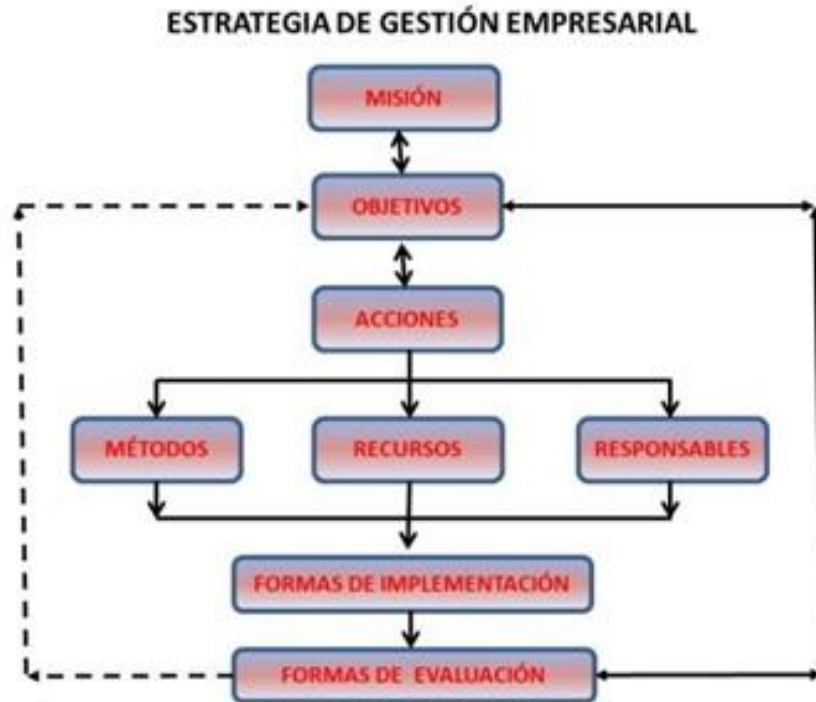 ESTRATEGIA DE GESTIÓN EMPRESARIAL
MISIÓN
OBJETIVOS
ACCIONES
MÉTODOS
RECURSOS
RESPONSABLES
FORMAS DE IMPLEMENTACIÓN
FORMAS DE EVALUACIÓN